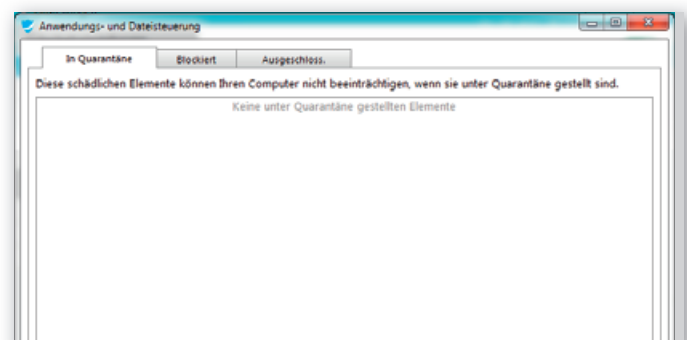 Anwendungs- und Dateisteuerung
In Quarantäne Blockiert Ausgeschloss.
Diese schädlichen Elemente können Ihren Computer nicht beeinträchtigen, wenn sie unter Quarantäne gestellt sind.
Keine unter Quarantäne gestellten Elemente